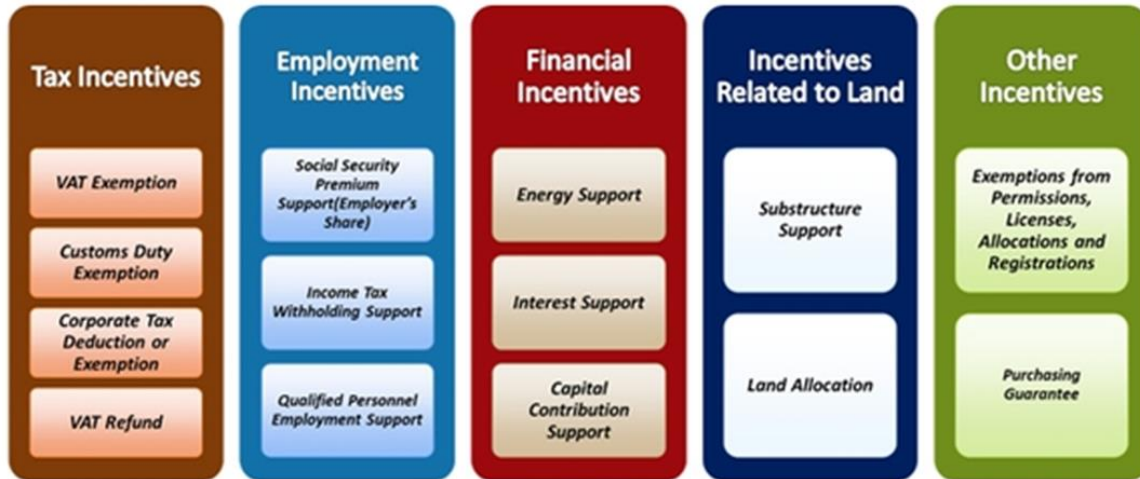 Tax Incentives
VAT Exemption
Customs Duty
Exemption
Corporate Tax
Deduction or
Exemption
VAT Refund
Employment
Incentives
Social Security
Premium
Support(Employer's
Share)
Income Tax
Withholding Support
Qualified Personnel
Employment Support
Financial
Incentives
Energy Support
Interest Support
Capital
Contribution
Support
Incentives
Related to Land
Substructure
Support
Land Allocation
Other
Incentives
Exemptions from
Permissions,
Licenses,
Allocations and
Registrations
Purchasing
Guarantee